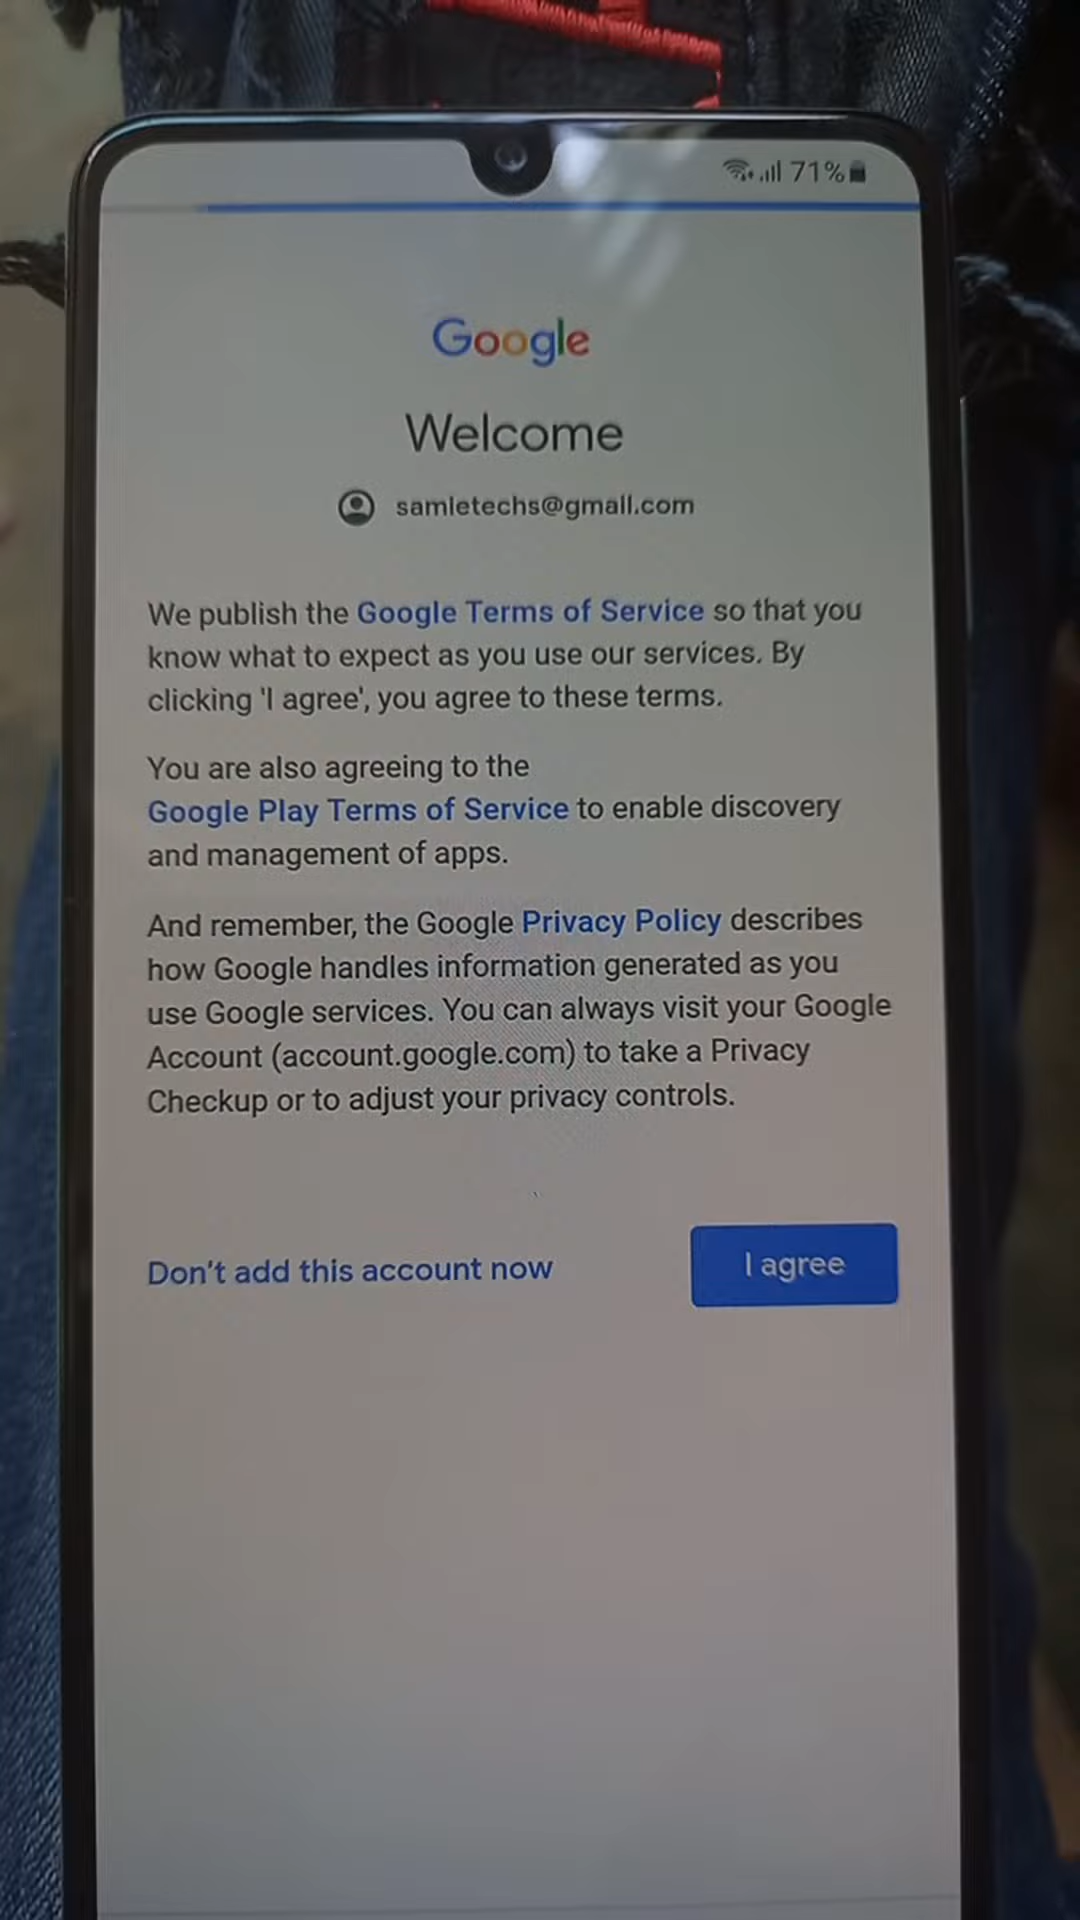 71%
Google
Welcome
samletechs@gmail.com
We publish the Google Terms of Service so that you
know what to expect as you use our services. By
clicking 'I agree', you agree to these terms.
You are also agreeing to the
Google Play Terms of Service to enable discovery
and management of apps.
And remember, the Google Privacy Policy describes
how Google handles information generated as you
use Google services. You can always visit your Google
Account (account.google.com) to take a Privacy
Checkup or to adjust your privacy controls.
Don't add this account now
I agree